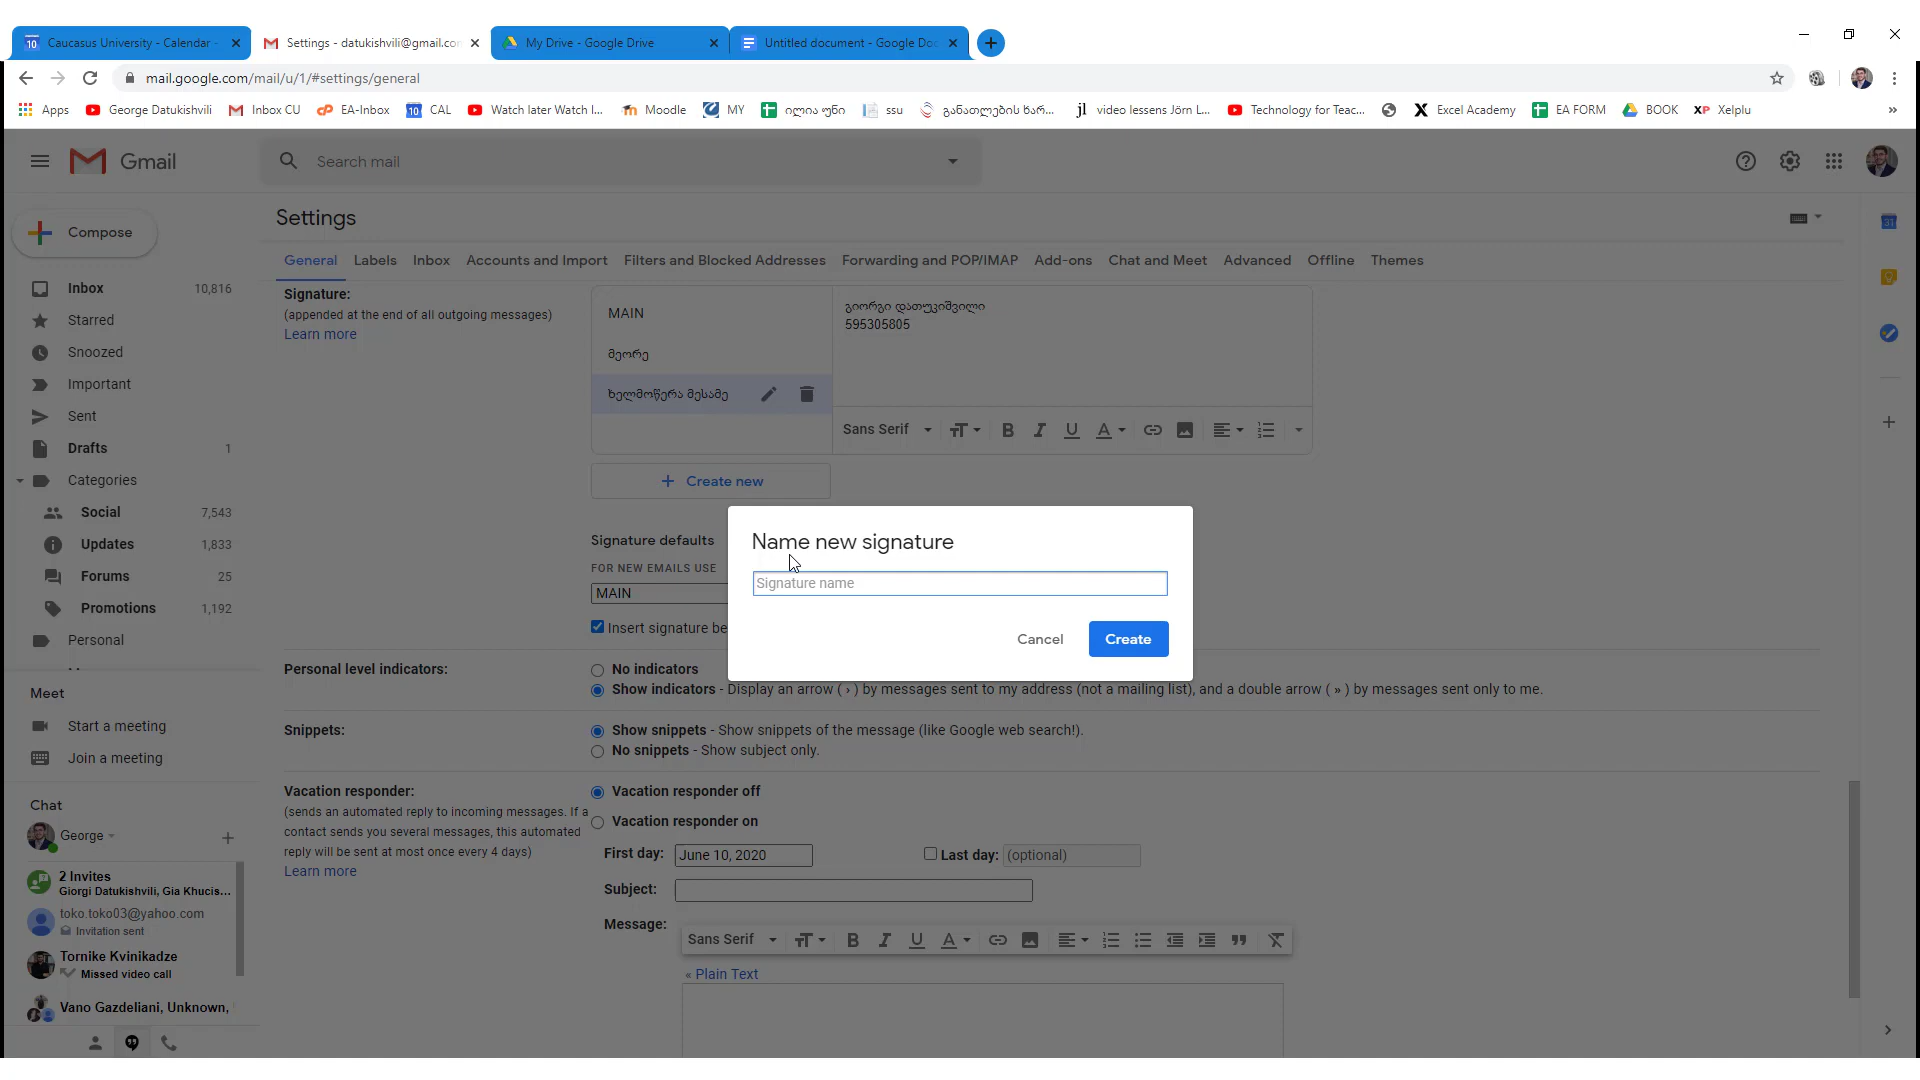 Caucasus University - Calendar -
Settings - datukishvili@gmail.co
My Drive - Google Drive
Untitled document - Google Doc
mail.google.com/mail/u/1/#settings/general
Apps
George Datukishvili
Inbox CU
EA-Inbox
CAL
Watch later Watch l...
Moodle
MY
ილია უნი
ssu
განათლების ხარ...
jl video lessens Jörn L...
Technology for Teac...
Excel Academy
EA FORM
BOOK
XP Xelplu
Gmail
Search mail
Compose
Settings
General
Labels
Inbox
Accounts and Import
Filters and Blocked Addresses
Forwarding and POP/IMAP
Add-ons
Chat and Meet
Advanced
Offline
Themes
Inbox 10,816
Starred
Snoozed
Important
Sent
Drafts 1
Categories
Social 7,543
Updates 1,833
Forums 25
Promotions 1,192
Personal
Meet
Start a meeting
Join a meeting
Chat
George
2 Invites
Giorgi Datukishvili, Gia Khucis...
toko.toko03@yahoo.com
Invitation sent
Tornike Kvinikadze
Missed video call
Vano Gazdeliani, Unknown,
Signature:
(appended at the end of all outgoing messages)
Learn more
MAIN
მეორე
ხელმოწერა მესამე
გიორგი დათუკიშვილი
595305805
Sans Serif
Create new
Signature defaults
FOR NEW EMAILS USE
MAIN
Insert signature be
Name new signature
Signature name
Cancel
Create
Personal level indicators:
No indicators
Show indicators - Display an arrow ( › ) by messages sent to my address (not a mailing list), and a double arrow ( » ) by messages sent only to me.
Snippets:
Show snippets - Show snippets of the message (like Google web search!).
No snippets - Show subject only.
Vacation responder:
(sends an automated reply to incoming messages. If a
contact sends you several messages, this automated
reply will be sent at most once every 4 days)
Learn more
Vacation responder off
Vacation responder on
First day: June 10, 2020
Last day: (optional)
Subject:
Message:
Sans Serif
« Plain Text